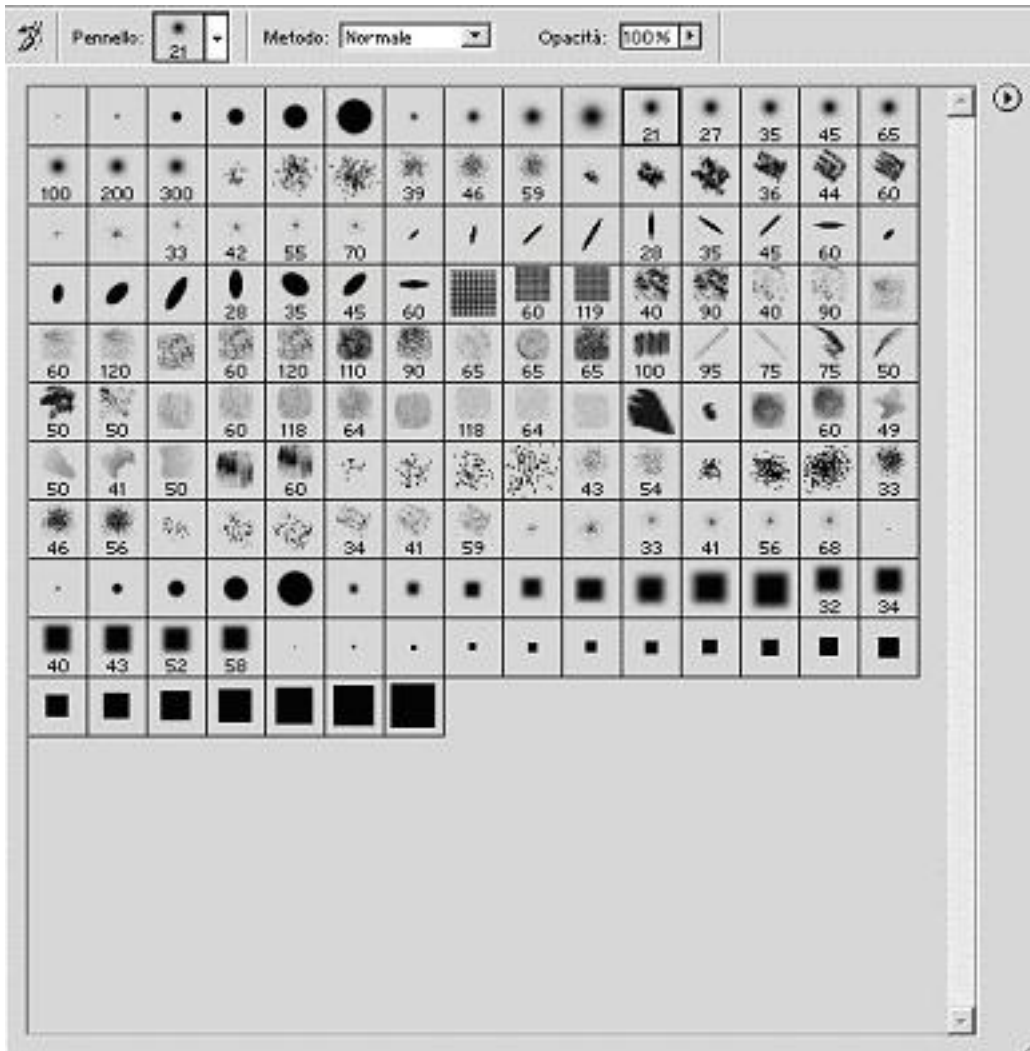 Pennello: 21 Metodo: Normale Opacità: 100%
21 27 35 45 65
100 200 300 39 46 59 36 44 60
33 42 55 70 28 35 45 60
28 35 45 60 60 119 40 90 40 90
60 120 60 120 110 90 65 65 65 100 95 75 75 50
50 50 60 118 64 118 64 60 49
50 41 50 60 43 54 33
46 56 34 41 59 33 41 56 68
32 34
40 43 52 58